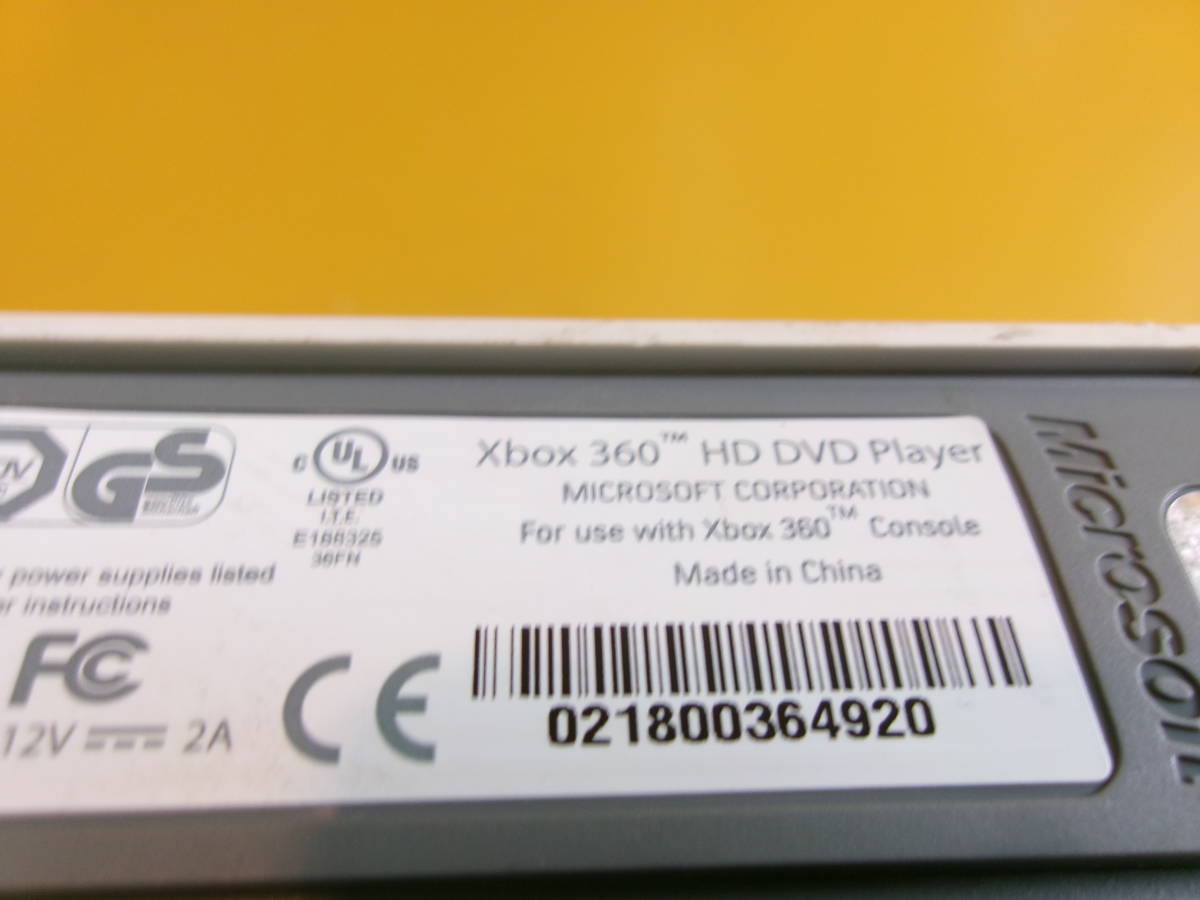 GS
C UL US
LISTED
I.T.E.
E188325
36FN
Xbox 360™ HD DVD Player
MICROSOFT CORPORATION
For use with Xbox 360™ Console
Made in China
power supplies listed
instructions
FC
CE
12V 2A
021800364920
Microsoft